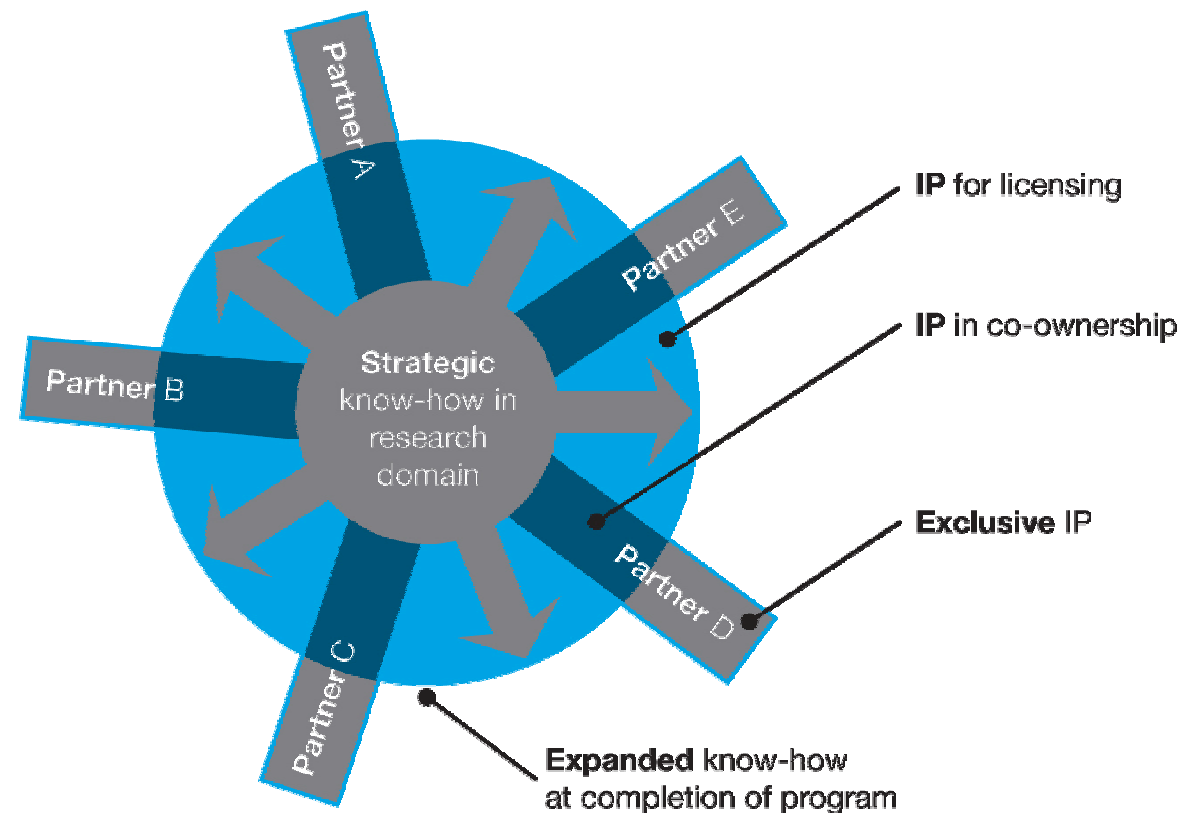 Partner A
Partner E
Partner B
Strategic
know-how in
research
domain
Partner C
Partner D
IP for licensing
IP in co-ownership
Exclusive IP
Expanded know-how
at completion of program